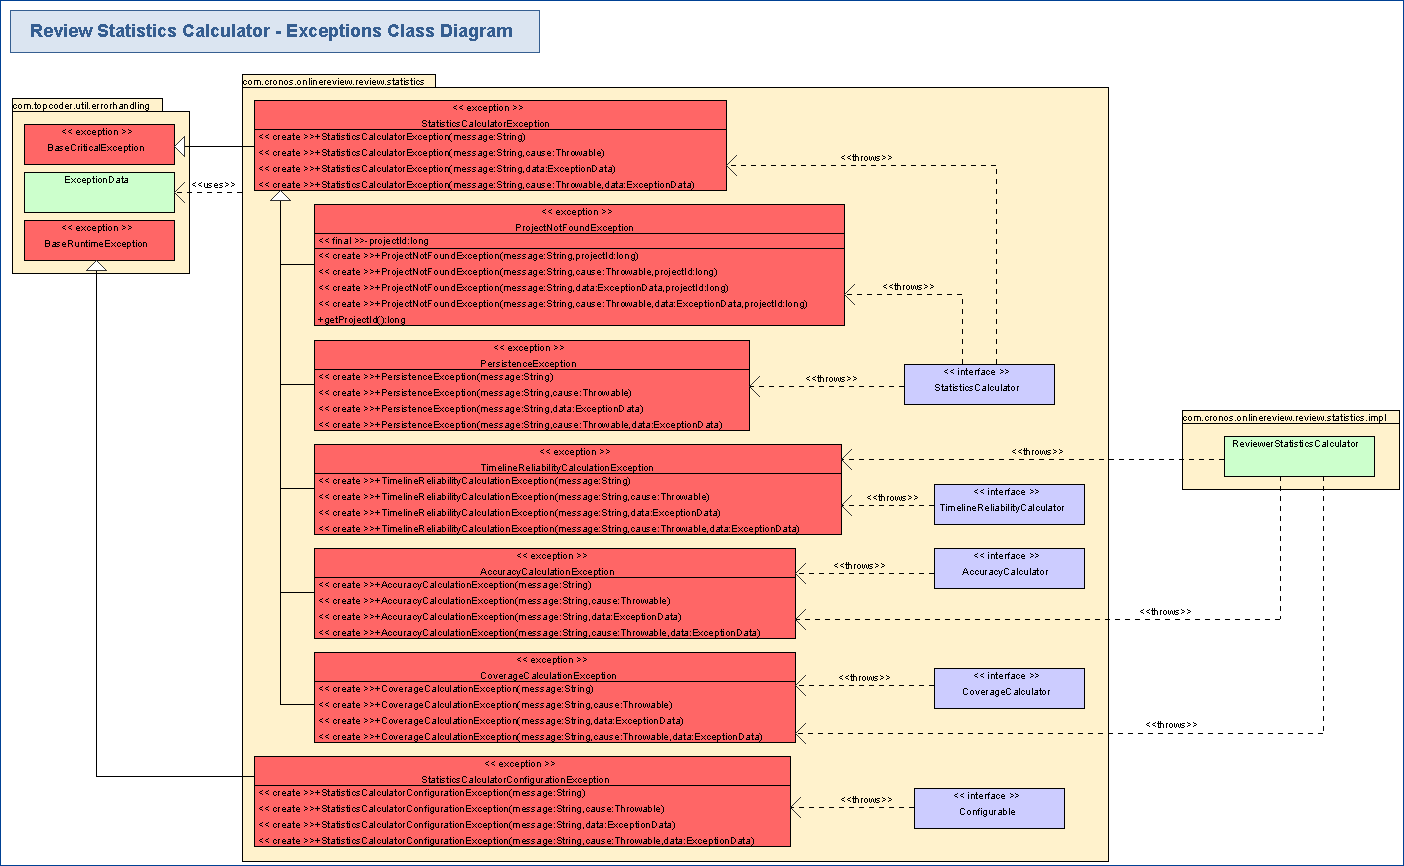 Review Statistics Calculator - Exceptions Class Diagram
com.topcoder.util.errorhandling
<< exception >>
BaseCriticalException
ExceptionData
<< exception >>
BaseRuntimeException
<<uses>>
com.cronos.onlinereview.review.statistics
<< exception >>
StatisticsCalculatorException
<< create >>+StatisticsCalculatorException(message:String)
<< create >>+StatisticsCalculatorException(message:String,cause:Throwable)
<< create >>+StatisticsCalculatorException(message:String,data:ExceptionData)
<< create >>+StatisticsCalculatorException(message:String,cause:Throwable,data:ExceptionData)
<<throws>>
<< exception >>
ProjectNotFoundException
<< final >>-projectId:long
<< create >>+ProjectNotFoundException(message:String,projectId:long)
<< create >>+ProjectNotFoundException(message:String,cause:Throwable,projectId:long)
<< create >>+ProjectNotFoundException(message:String,data:ExceptionData,projectId:long)
<< create >>+ProjectNotFoundException(message:String,cause:Throwable,data:ExceptionData,projectId:long)
+getProjectId():long
<<throws>>
<< exception >>
PersistenceException
<< create >>+PersistenceException(message:String)
<< create >>+PersistenceException(message:String,cause:Throwable)
<< create >>+PersistenceException(message:String,data:ExceptionData)
<< create >>+PersistenceException(message:String,cause:Throwable,data:ExceptionData)
<<throws>>
<< interface >>
StatisticsCalculator
<< exception >>
TimelineReliabilityCalculationException
<< create >>+TimelineReliabilityCalculationException(message:String)
<< create >>+TimelineReliabilityCalculationException(message:String,cause:Throwable)
<< create >>+TimelineReliabilityCalculationException(message:String,data:ExceptionData)
<< create >>+TimelineReliabilityCalculationException(message:String,cause:Throwable,data:ExceptionData)
<<throws>>
<<throws>>
<< interface >>
TimelineReliabilityCalculator
com.cronos.onlinereview.review.statistics.impl
ReviewerStatisticsCalculator
<< exception >>
AccuracyCalculationException
<< create >>+AccuracyCalculationException(message:String)
<< create >>+AccuracyCalculationException(message:String,cause:Throwable)
<< create >>+AccuracyCalculationException(message:String,data:ExceptionData)
<< create >>+AccuracyCalculationException(message:String,cause:Throwable,data:ExceptionData)
<<throws>>
<< interface >>
AccuracyCalculator
<<throws>>
<< exception >>
CoverageCalculationException
<< create >>+CoverageCalculationException(message:String)
<< create >>+CoverageCalculationException(message:String,cause:Throwable)
<< create >>+CoverageCalculationException(message:String,data:ExceptionData)
<< create >>+CoverageCalculationException(message:String,cause:Throwable,data:ExceptionData)
<<throws>>
<< interface >>
CoverageCalculator
<<throws>>
<< exception >>
StatisticsCalculatorConfigurationException
<< create >>+StatisticsCalculatorConfigurationException(message:String)
<< create >>+StatisticsCalculatorConfigurationException(message:String,cause:Throwable)
<< create >>+StatisticsCalculatorConfigurationException(message:String,data:ExceptionData)
<< create >>+StatisticsCalculatorConfigurationException(message:String,cause:Throwable,data:ExceptionData)
<<throws>>
<< interface >>
Configurable